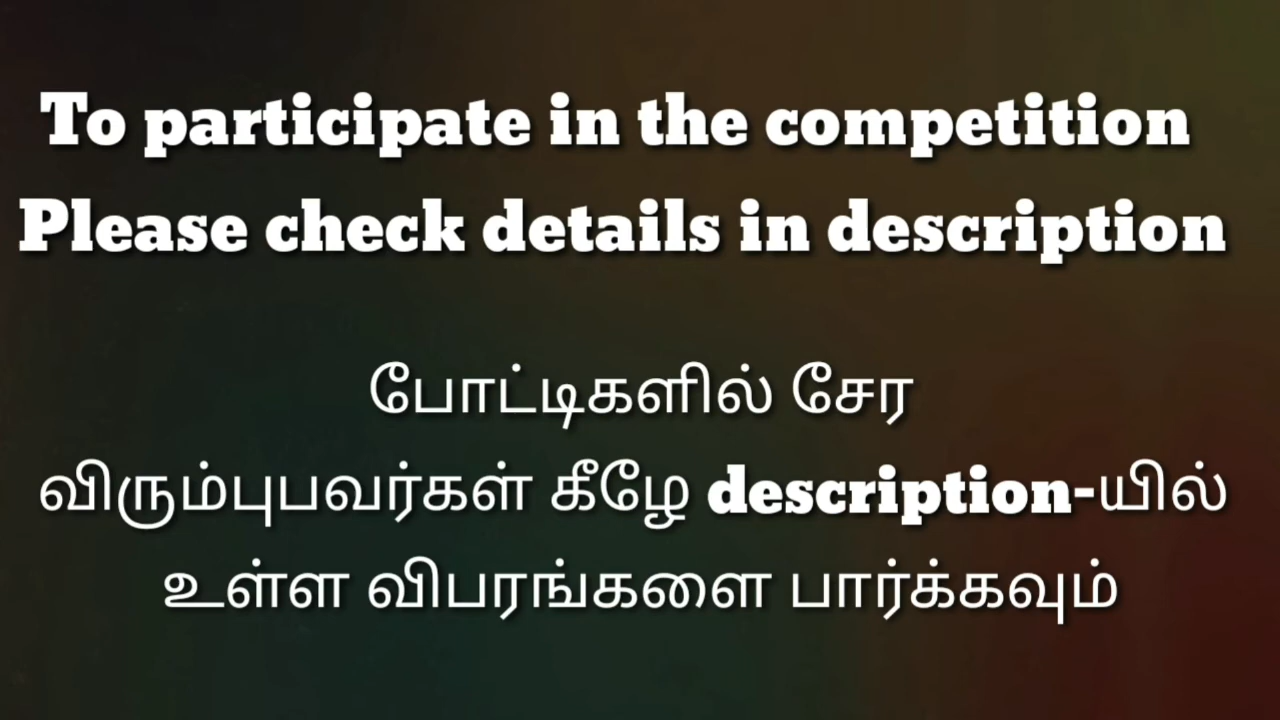 To participate in the competition
Please check details in description
போட்டிகளில் சேர
விரும்புபவர்கள் கீழே description-யில்
உள்ள விபரங்களை பார்க்கவும்